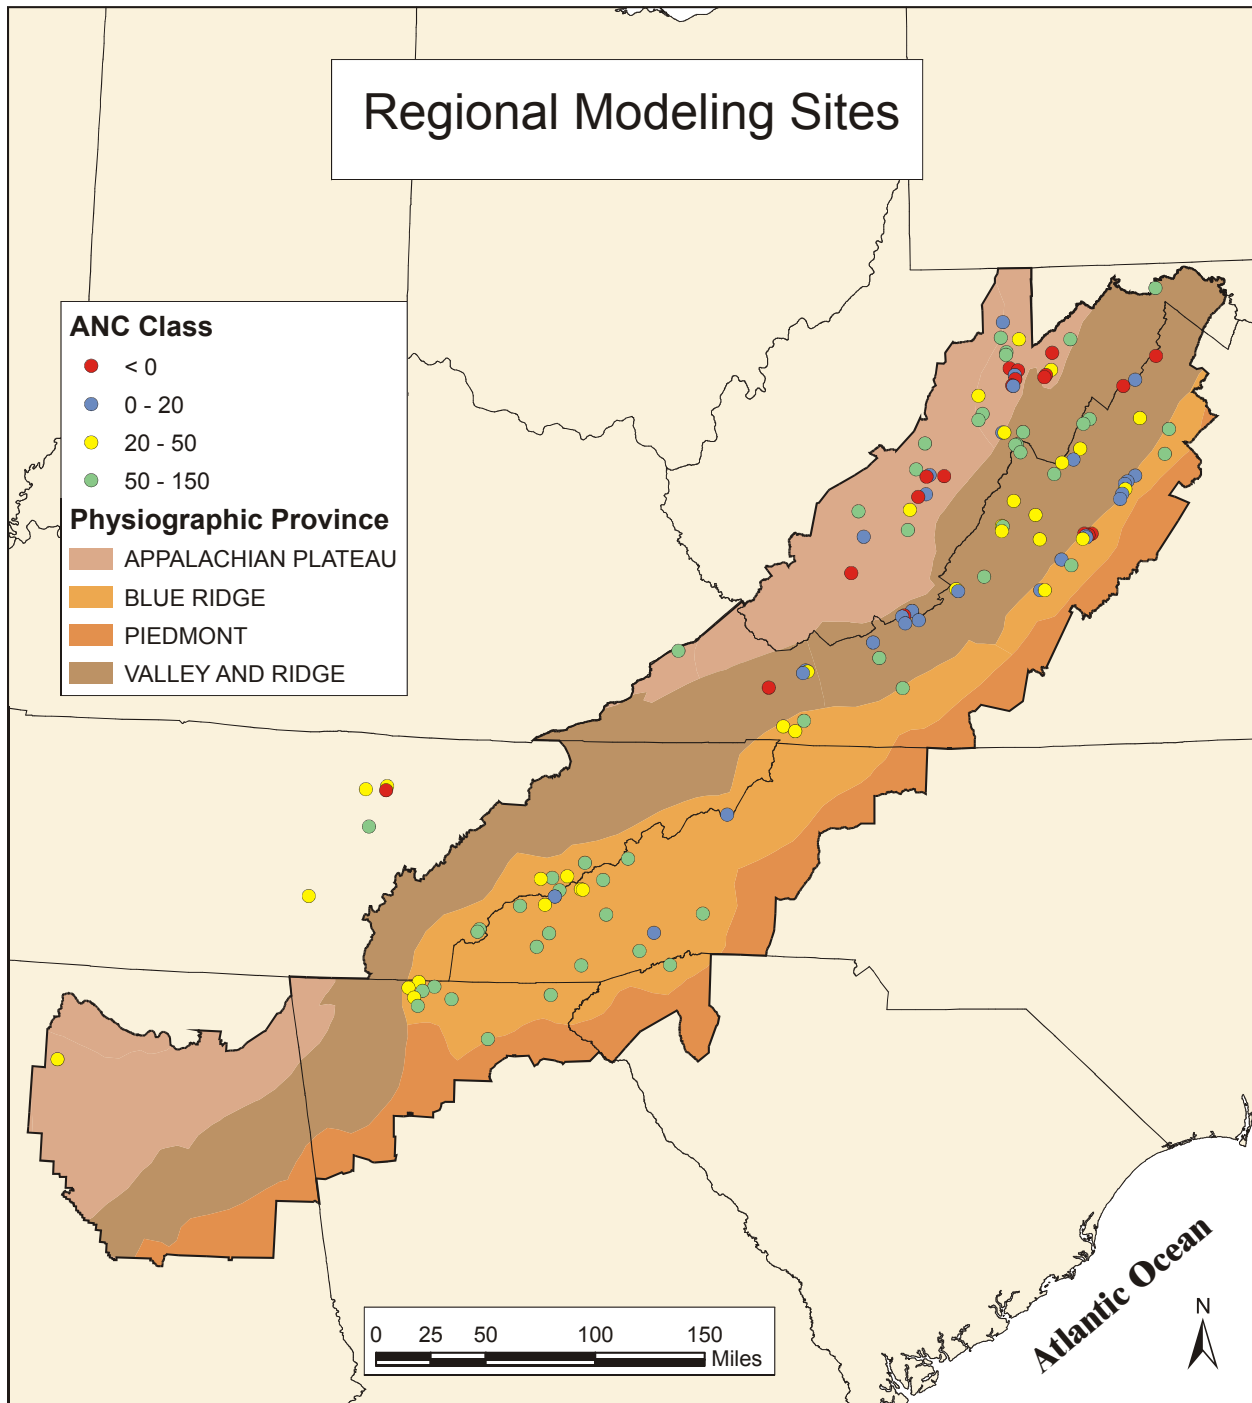 Regional Modeling Sites
ANC Class
< 0
0 - 20
20 - 50
50 - 150
Physiographic Province
APPALACHIAN PLATEAU
BLUE RIDGE
PIEDMONT
VALLEY AND RIDGE
Atlantic Ocean
N
0 25 50 100 150
Miles